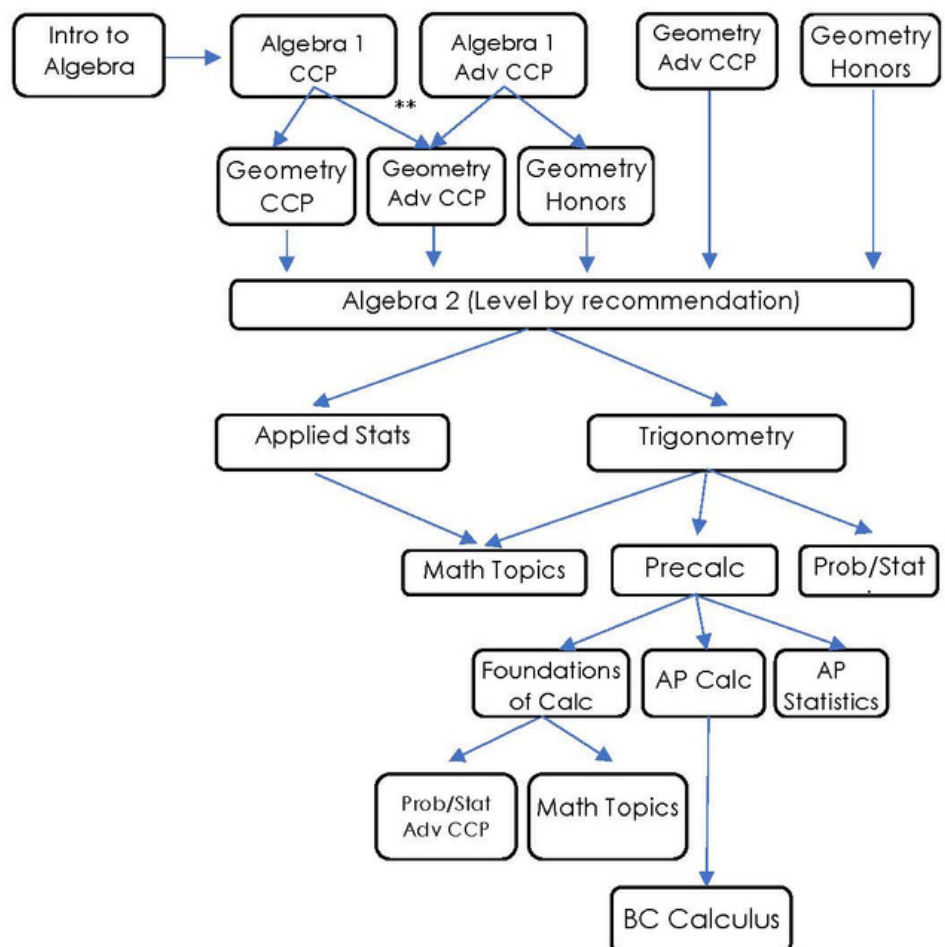 Intro to
Algebra
Algebra 1
CCP
Algebra 1
Adv CCP
Geometry
Adv CCP
Geometry
Honors
**
Geometry
CCP
Geometry
Adv CCP
Geometry
Honors
Algebra 2 (Level by recommendation)
Applied Stats
Trigonometry
Math Topics
Precalc
Prob/Stat
.
Foundations
of Calc
AP Calc
AP
Statistics
Prob/Stat
Adv CCP
Math Topics
BC Calculus